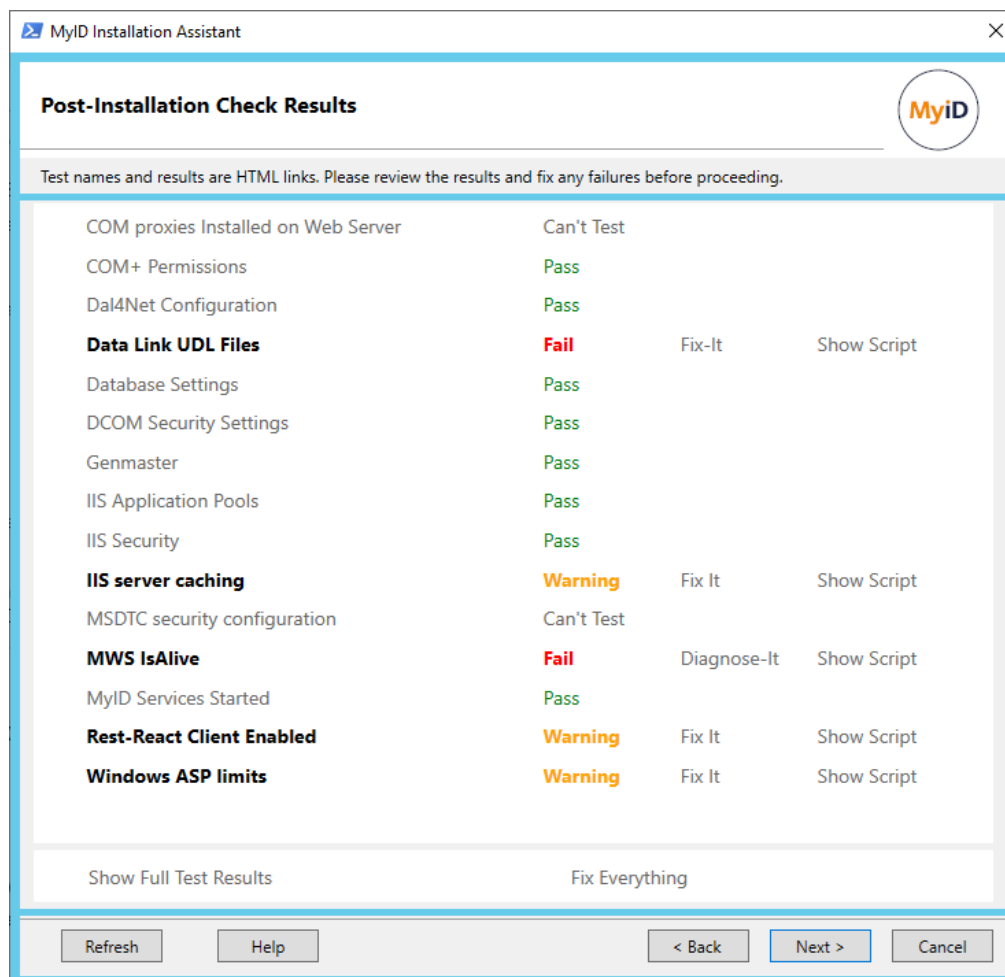 MyID Installation Assistant
Post-Installation Check Results
MyiD
Test names and results are HTML links. Please review the results and fix any failures before proceeding.
COM proxies Installed on Web Server Can't Test
COM+ Permissions Pass
Dal4Net Configuration Pass
Data Link UDL Files Fail Fix-It Show Script
Database Settings Pass
DCOM Security Settings Pass
Genmaster Pass
IIS Application Pools Pass
IIS Security Pass
IIS server caching Warning Fix It Show Script
MSDTC security configuration Can't Test
MWS IsAlive Fail Diagnose-It Show Script
MyID Services Started Pass
Rest-React Client Enabled Warning Fix It Show Script
Windows ASP limits Warning Fix It Show Script
Show Full Test Results Fix Everything
Refresh Help < Back Next > Cancel